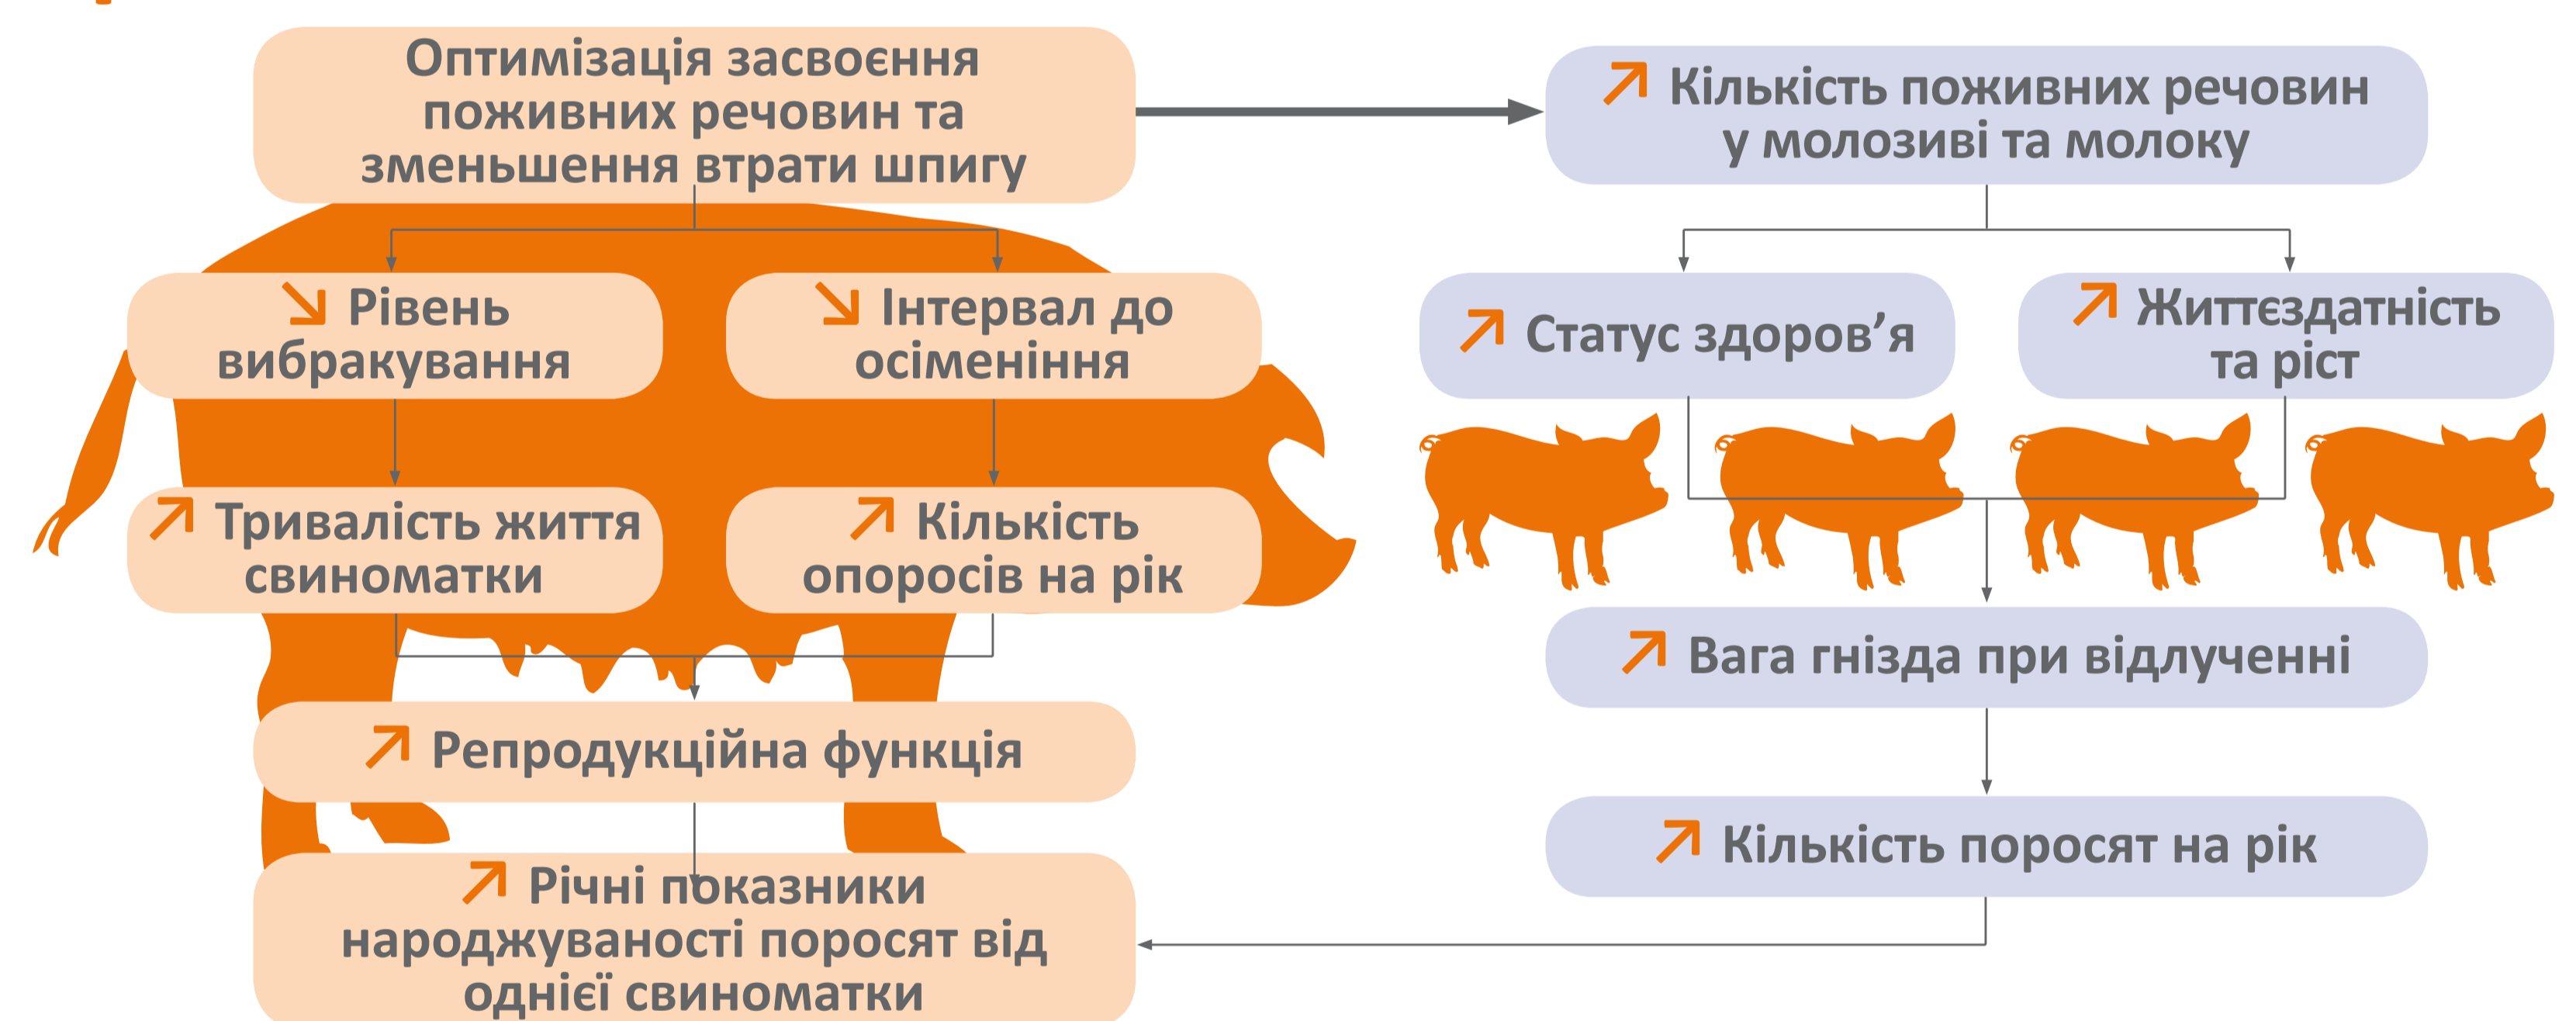 Оптимізація засвоєння
поживних речовин та
зменьшення втрати шпигу
Кількість поживних речовин
у молозиві та молоку
Рівень
вибракування
Інтервал до
осіменіння
Статус здоров’я
Життєздатність
та ріст
Тривалість життя
свиноматки
Кількість
опоросів на рік
Вага гнізда при відлученні
Репродукційна функція
Кількість поросят на рік
Річні показники
народжуваності поросят від
однієї свиноматки